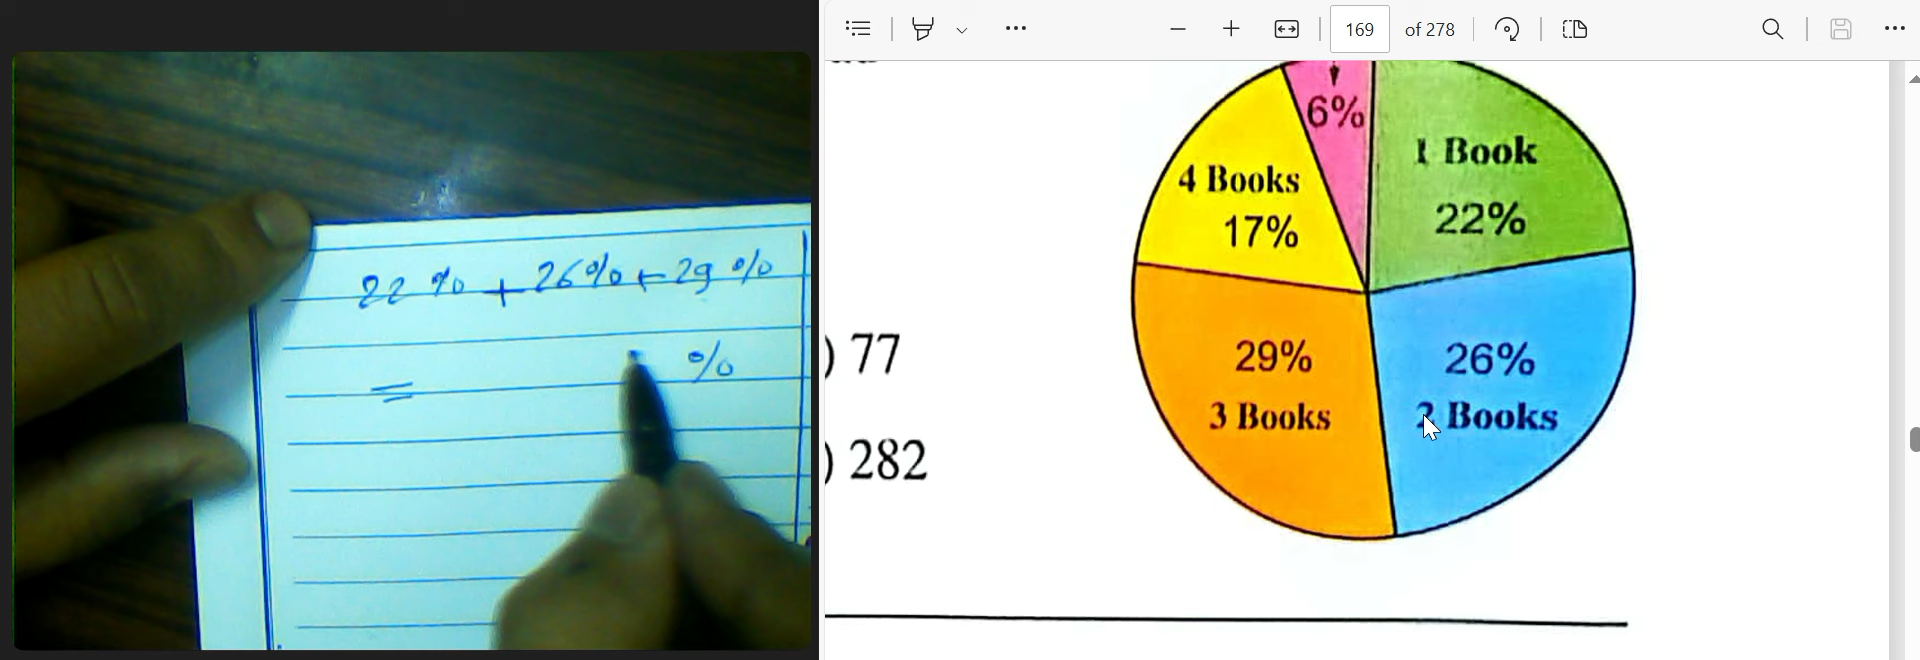 169 of 278
22 % + 26% + 29 %
= %
6%
1 Book
22%
4 Books
17%
29%
3 Books
26%
2 Books
) 77
) 282